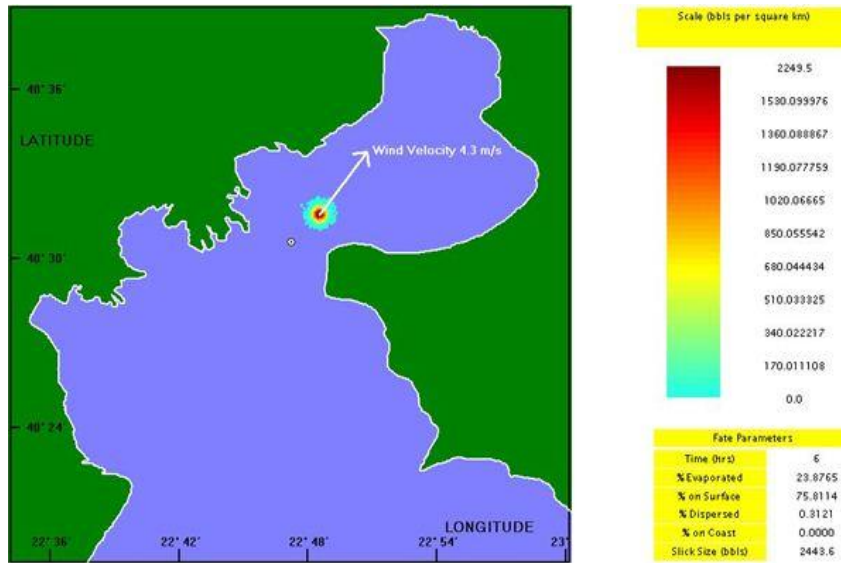 40° 36'
LATITUDE
Wind Velocity 4.3 m/s
40° 30'
40° 24'
LONGITUDE
22° 36'
22° 42'
22° 48'
22° 54'
23°
Scale (bbls per square km)
2249.5
1530.099976
1360.088867
1190.077759
1020.06665
850.055542
680.044434
510.033325
340.022217
170.011108
0.0
Fate Parameters
Time (hrs) 6
% Evaporated 23.8765
% on Surface 75.8114
% Dispersed 0.3121
% on Coast 0.0000
Slick Size (bbls) 2443.6